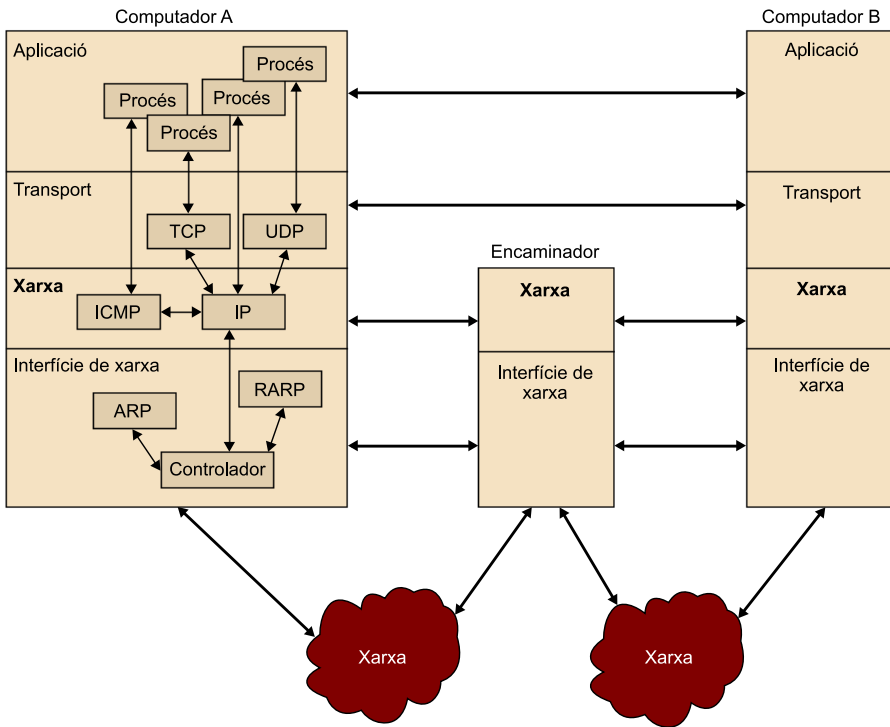 Computador A
Computador B
Aplicació
Aplicació
Procés
Procés
Procés
Procés
Transport
Transport
TCP
UDP
Encaminador
Xarxa
Xarxa
Xarxa
ICMP
IP
Interfície de xarxa
Interfície de
xarxa
Interfície de
xarxa
RARP
ARP
Controlador
Xarxa
Xarxa